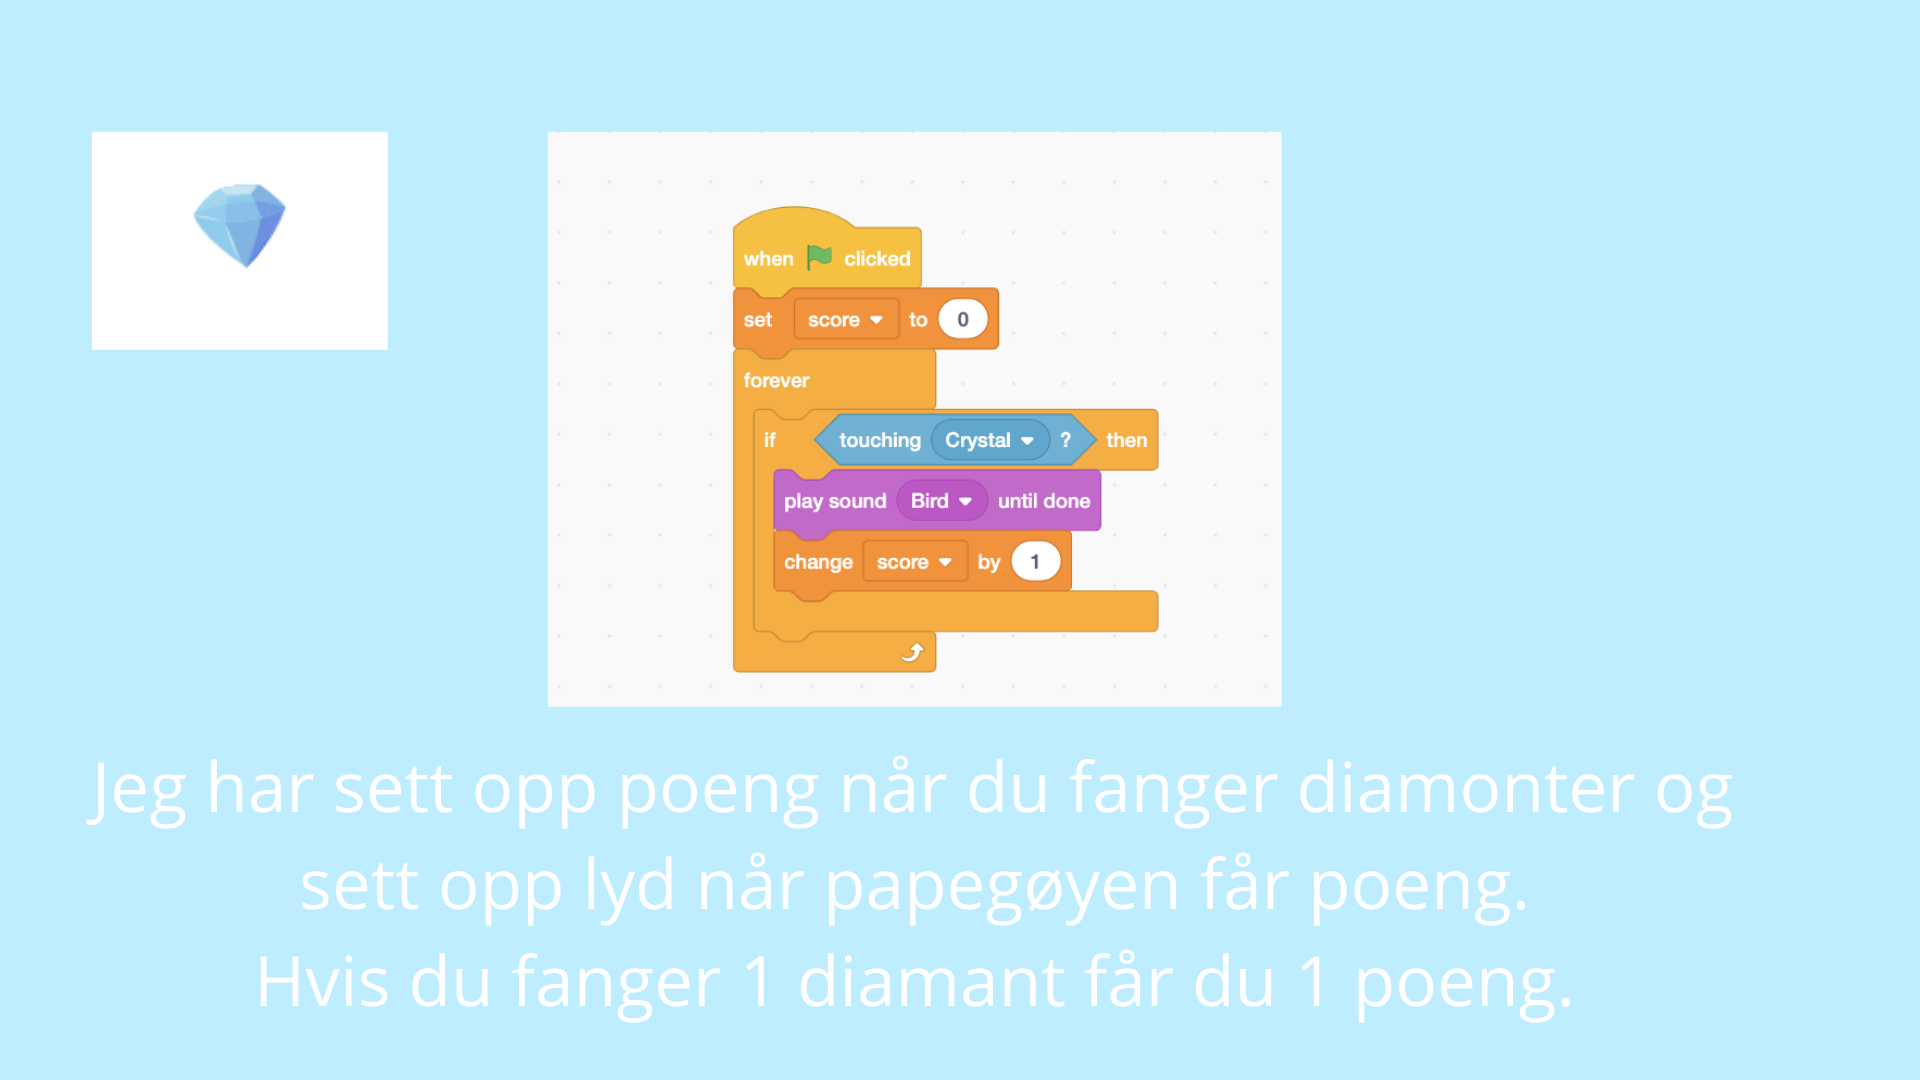 when clicked
set score to 0
forever
if touching Crystal ? then
play sound Bird until done
change score by 1
Jeg har sett opp poeng når du fanger diamonter og
sett opp lyd når papegøyen får poeng.
Hvis du fanger 1 diamant får du 1 poeng.